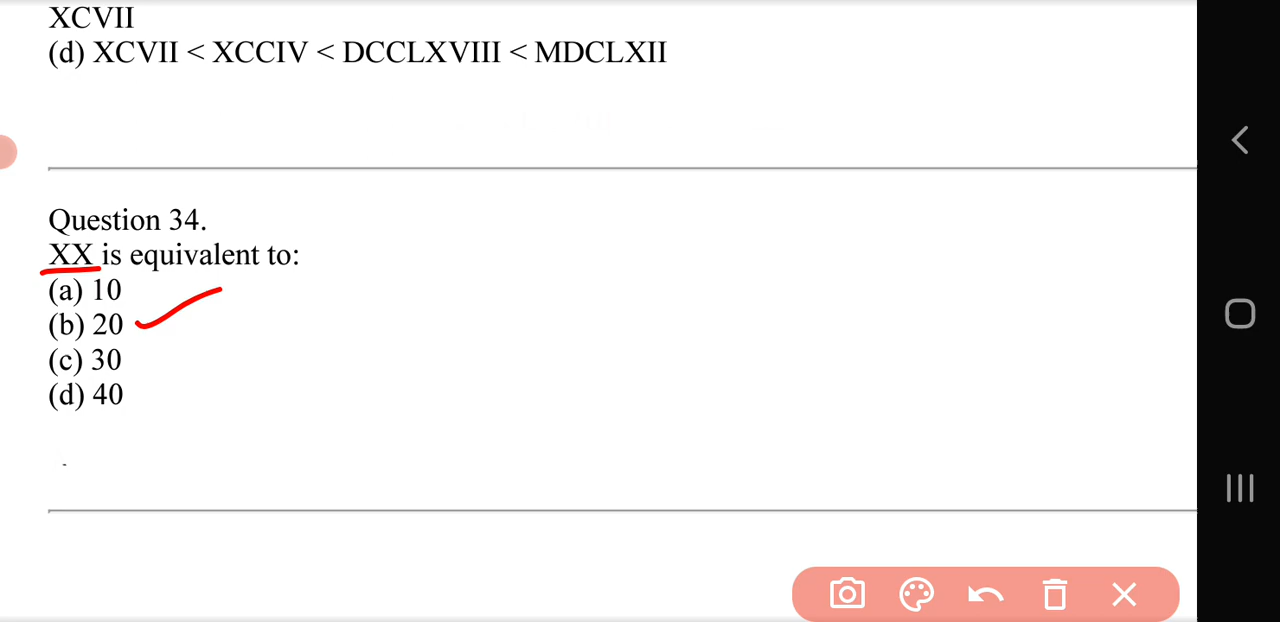 XCVII
(d) XCVII < XCCIV < DCCLXVIII < MDCLXII
Question 34.
XX is equivalent to:
(a) 10
(b) 20
(c) 30
(d) 40